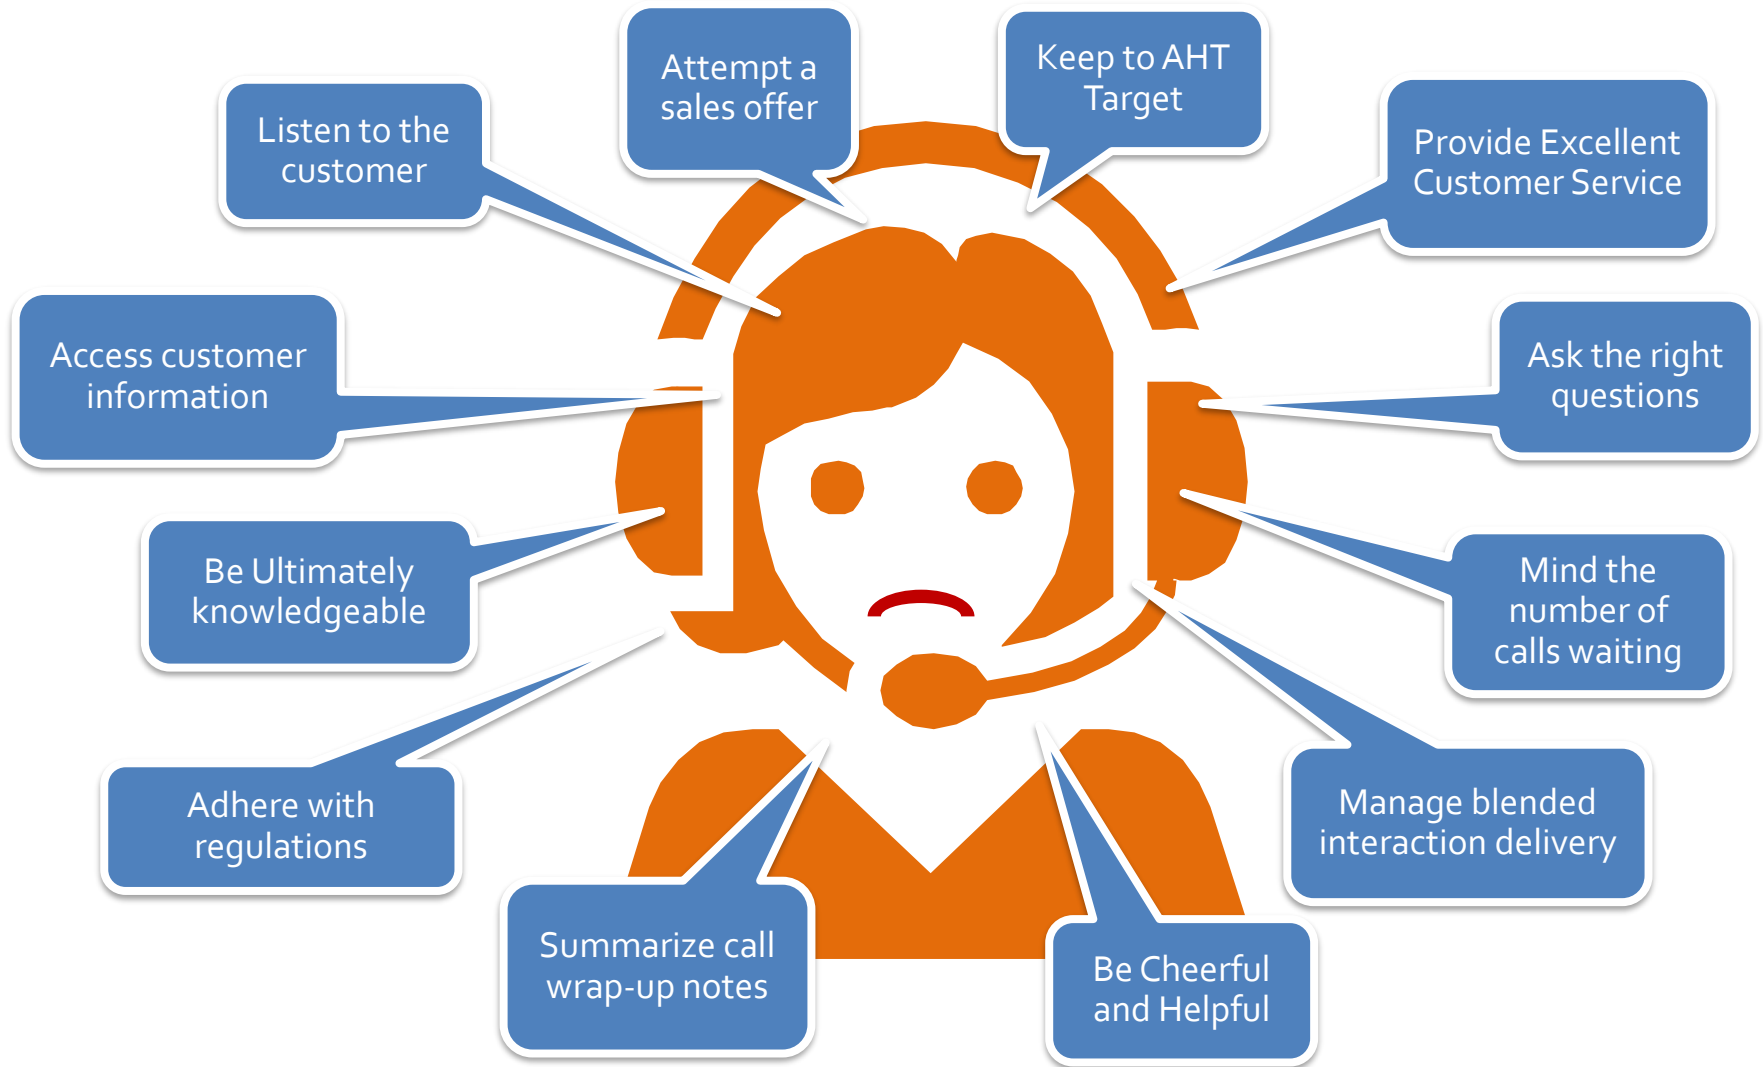 Attempt a
sales offer
Keep to AHT
Target
Listen to the
customer
Provide Excellent
Customer Service
Access customer
information
Ask the right
questions
Be Ultimately
knowledgeable
Mind the
number of
calls waiting
Adhere with
regulations
Manage blended
interaction delivery
Summarize call
wrap-up notes
Be Cheerful
and Helpful